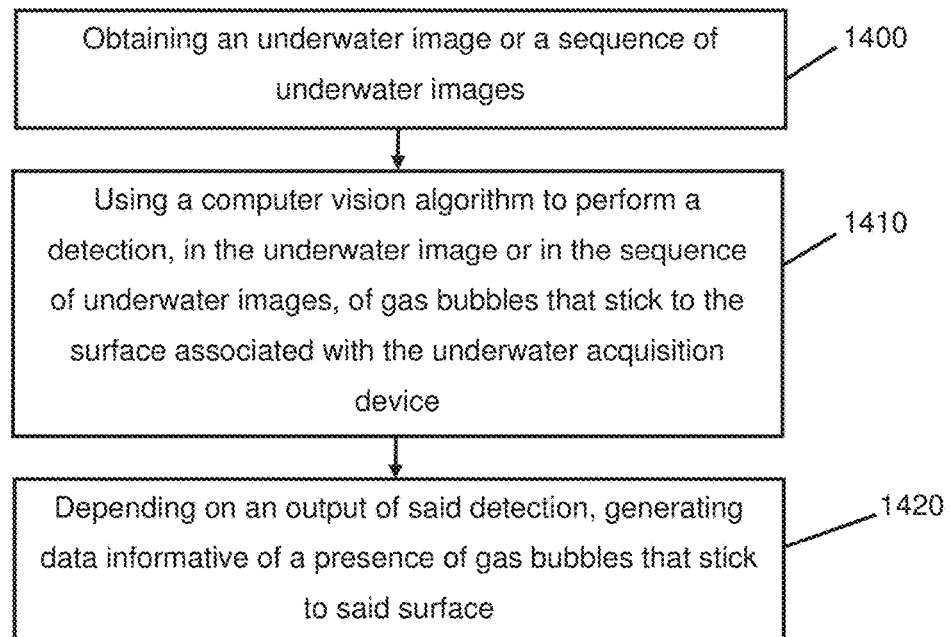 Obtaining an underwater image or a sequence of
underwater images
1400
Using a computer vision algorithm to perform a
detection, in the underwater image or in the sequence
of underwater images, of gas bubbles that stick to the
surface associated with the underwater acquisition
device
1410
Depending on an output of said detection, generating
data informative of a presence of gas bubbles that stick
to said surface
1420